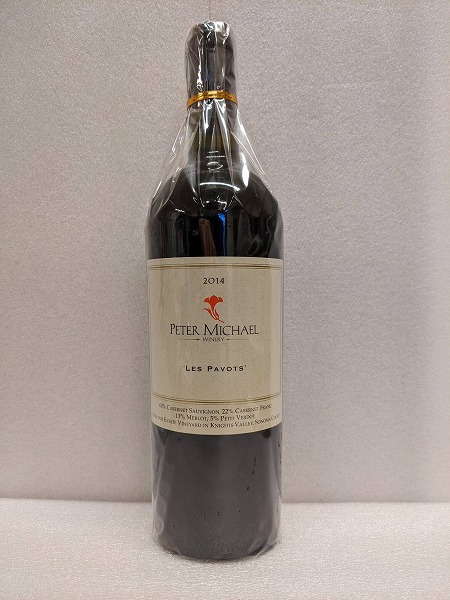 2014
PETER MICHAEL
WINERY
'LES PAVOTS'
CABERNET SAUVIGNON, 22% CABERNET FRANC
13% MERLOT, 5% PETIT VERDOT
VINEYARD IN KNIGHTS VALLEY, SONOMA